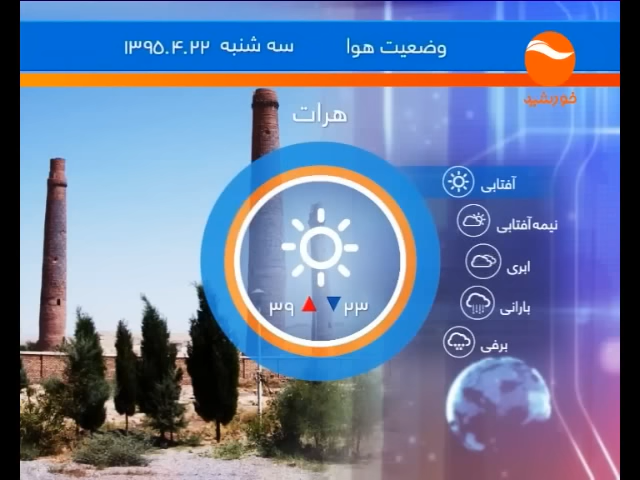 وضعیت هوا سه شنبه ۱۳۹۵.۴.۲۲
خورشید
هرات
۳۹ ۲۳
آفتابی
نیمه آفتابی
ابری
بارانی
برفی